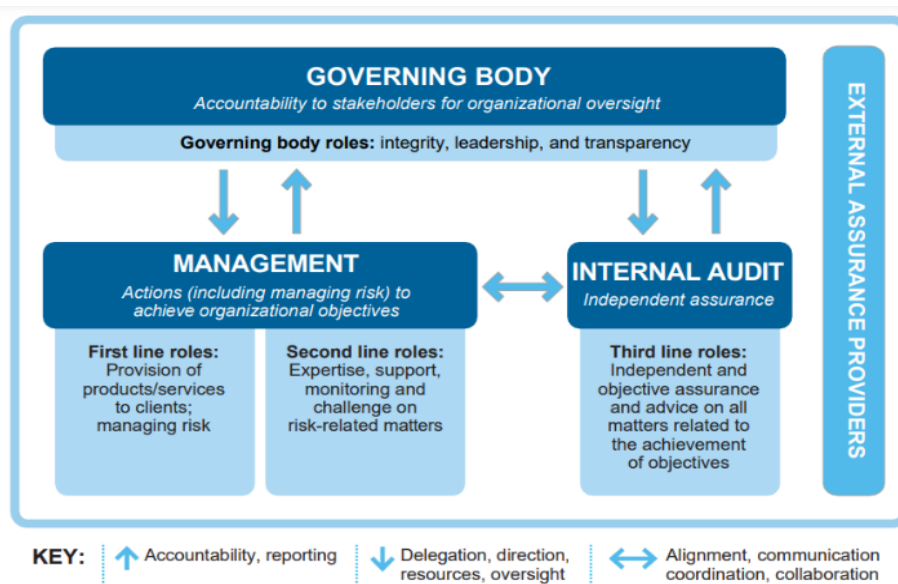 GOVERNING BODY
Accountability to stakeholders for organizational oversight
Governing body roles: integrity, leadership, and transparency
MANAGEMENT
Actions (including managing risk) to
achieve organizational objectives
First line roles:
Provision of
products/services
to clients;
managing risk
Second line roles:
Expertise, support,
monitoring and
challenge on
risk-related matters
INTERNAL AUDIT
Independent assurance
Third line roles:
Independent and
objective assurance
and advice on all
matters related to
the achievement
of objectives
EXTERNAL ASSURANCE PROVIDERS
KEY:
Accountability, reporting
Delegation, direction,
resources, oversight
Alignment, communication
coordination, collaboration